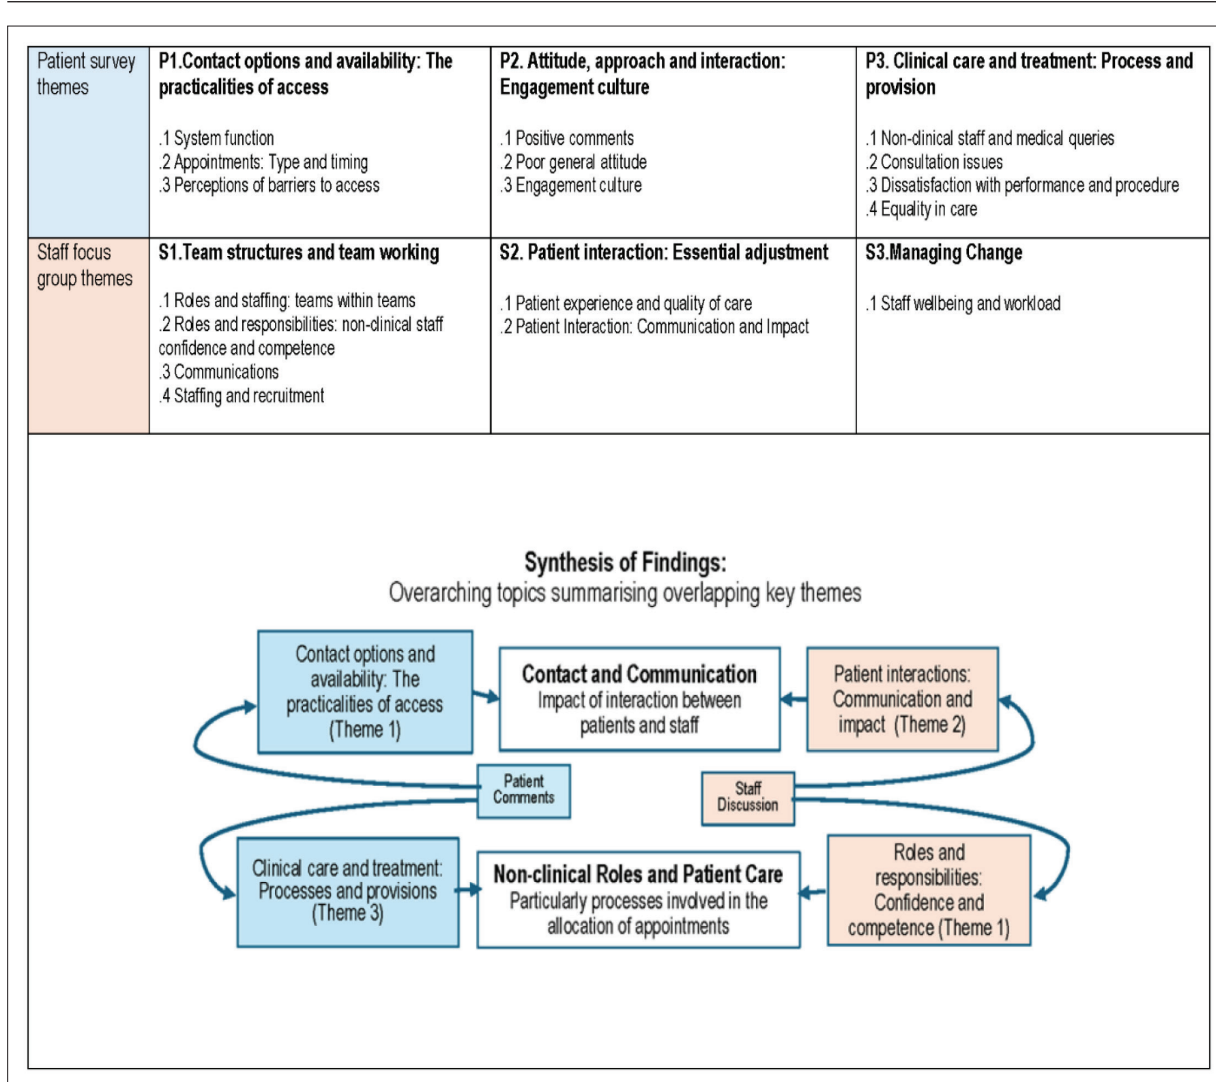 Patient survey
themes
P1.Contact options and availability: The
practicalities of access
.1 System function
.2 Appointments: Type and timing
.3 Perceptions of barriers to access
P2. Attitude, approach and interaction:
Engagement culture
.1 Positive comments
.2 Poor general attitude
.3 Engagement culture
P3. Clinical care and treatment: Process and
provision
.1 Non-clinical staff and medical queries
.2 Consultation issues
.3 Dissatisfaction with performance and procedure
.4 Equality in care
Staff focus
group themes
S1.Team structures and team working
.1 Roles and staffing: teams within teams
.2 Roles and responsibilities: non-clinical staff
confidence and competence
.3 Communications
.4 Staffing and recruitment
S2. Patient interaction: Essential adjustment
.1 Patient experience and quality of care
.2 Patient Interaction: Communication and Impact
S3.Managing Change
.1 Staff wellbeing and workload
Synthesis of Findings:
Overarching topics summarising overlapping key themes
Contact options and
availability: The
practicalities of access
(Theme 1)
Contact and Communication
Impact of interaction between
patients and staff
Patient interactions:
Communication and
impact (Theme 2)
Patient
Comments
Staff
Discussion
Clinical care and treatment:
Processes and provisions
(Theme 3)
Non-clinical Roles and Patient Care
Particularly processes involved in the
allocation of appointments
Roles and
responsibilities:
Confidence and
competence (Theme 1)